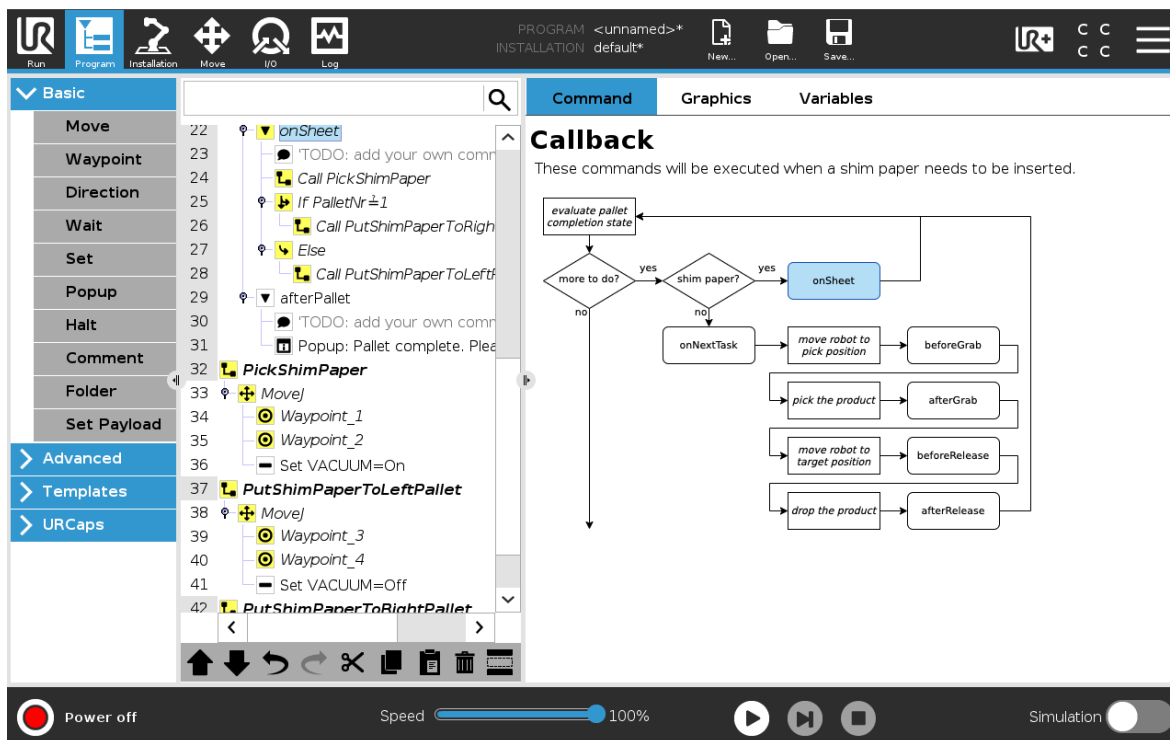 PROGRAM <unnamed>*
INSTALLATION default*
Run
Program
Installation
Move
I/O
Log
New...
Open...
Save...
UR+
C C
C C
Basic
Move
Waypoint
Direction
Wait
Set
Popup
Halt
Comment
Folder
Set Payload
Advanced
Templates
URCaps
22 onSheet
23 'TODO: add your own comm
24 Call PickShimPaper
25 If PalletNr≟1
26 Call PutShimPaperToRigh
27 Else
28 Call PutShimPaperToLeftP
29 afterPallet
30 'TODO: add your own comm
31 Popup: Pallet complete. Plea
32 PickShimPaper
33 MoveJ
34 Waypoint_1
35 Waypoint_2
36 Set VACUUM=On
37 PutShimPaperToLeftPallet
38 MoveJ
39 Waypoint_3
40 Waypoint_4
41 Set VACUUM=Off
42 PutShimPaperToRightPallet
Command Graphics Variables
Callback
These commands will be executed when a shim paper needs to be inserted.
evaluate pallet
completion state
more to do?
yes
shim paper?
yes
onSheet
no
no
onNextTask
move robot to
pick position
beforeGrab
pick the product
afterGrab
move robot to
target position
beforeRelease
drop the product
afterRelease
Power off
Speed
100%
Simulation